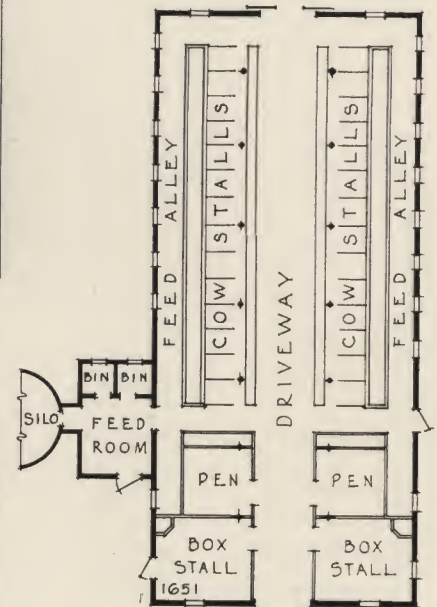 FEED ALLEY
COW STALLS
DRIVEWAY
COW STALLS
FEED ALLEY
BIN
BIN
SILO
FEED
ROOM
PEN
PEN
BOX
STALL
BOX
STALL
1651